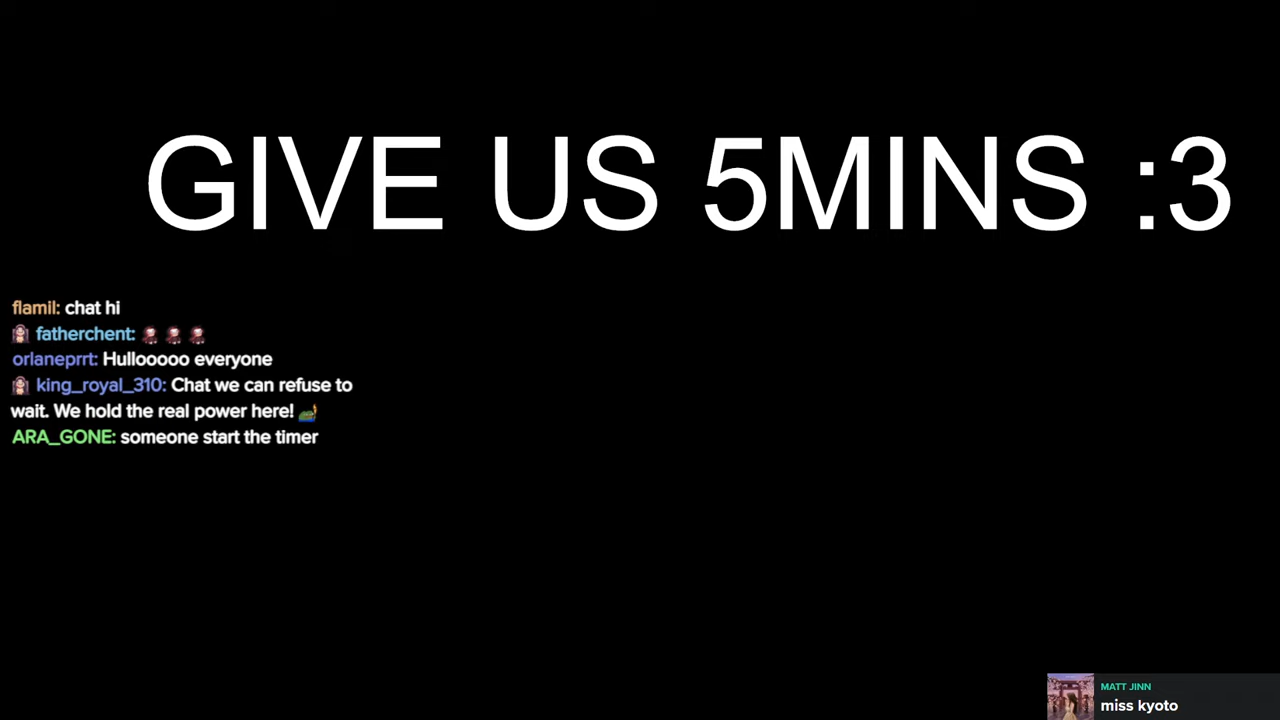 GIVE US 5MINS :3
flamil: chat hi
fatherchent:
orlaneprrt: Hullooooo everyone
king_royal_310: Chat we can refuse to
wait. We hold the real power here!
ARA_GONE: someone start the timer
MATT JINN
miss kyoto